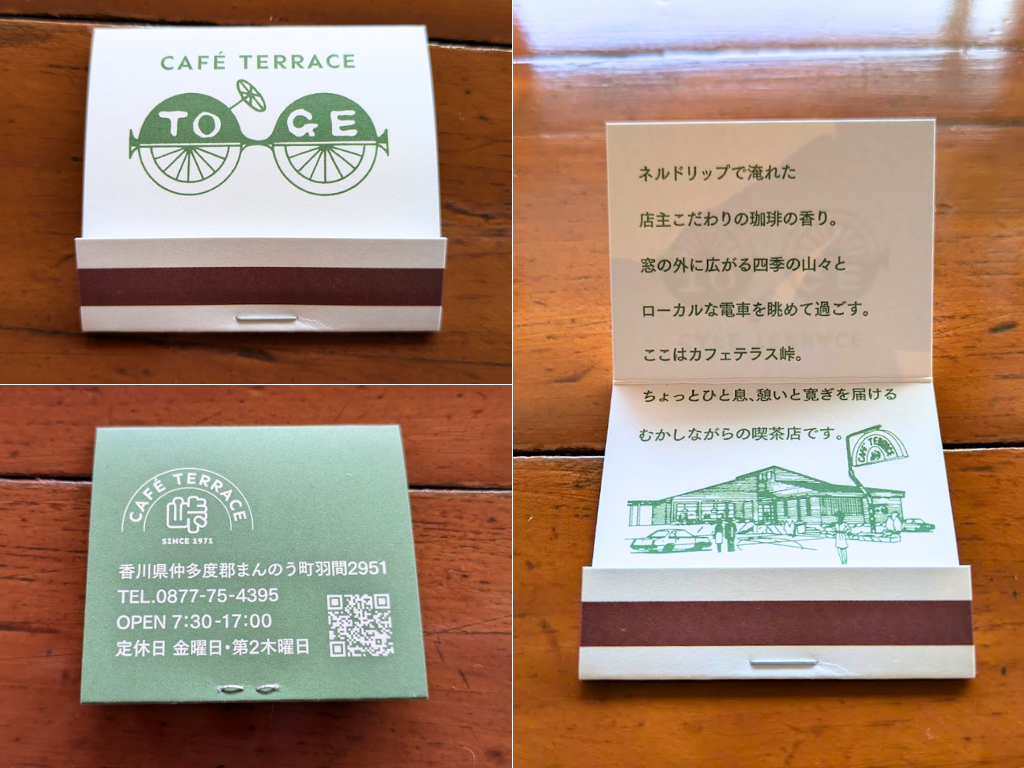 CAFÉ TERRACE
TO GE
CAFÉ TERRACE
峠
SINCE 1971
香川県仲多度郡まんのう町羽間2951
TEL.0877-75-4395
OPEN 7:30-17:00
定休日 金曜日・第2木曜日
ネルドリップで淹れた
店主こだわりの珈琲の香り。
窓の外に広がる四季の山々と
ローカルな電車を眺めて過ごす。
ここはカフェテラス峠。
ちょっとひと息、憩いと寛ぎを届ける
むかしながらの喫茶店です。
CAFÉ TERRACE
峠